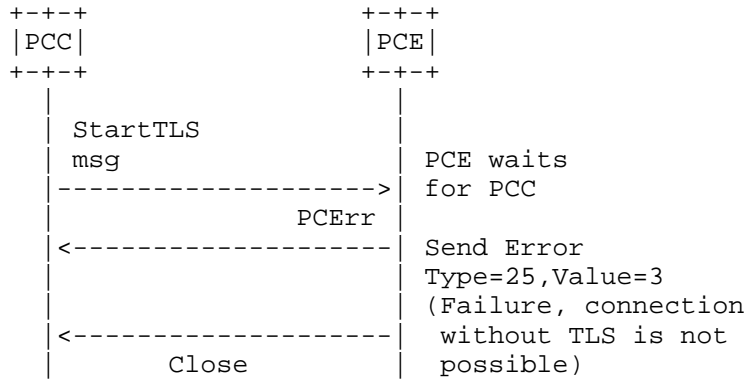 +-+-+                 +-+-+
|PCC|                 |PCE|
+-+-+                 +-+-+
  |                     |
  | StartTLS            |
  | msg                 | PCE waits
  |-------------------->| for PCC
  |               PCErr |
  |<--------------------| Send Error
  |                     | Type=25,Value=3
  |                     | (Failure, connection
  |<--------------------|  without TLS is not
  |       Close         |  possible)